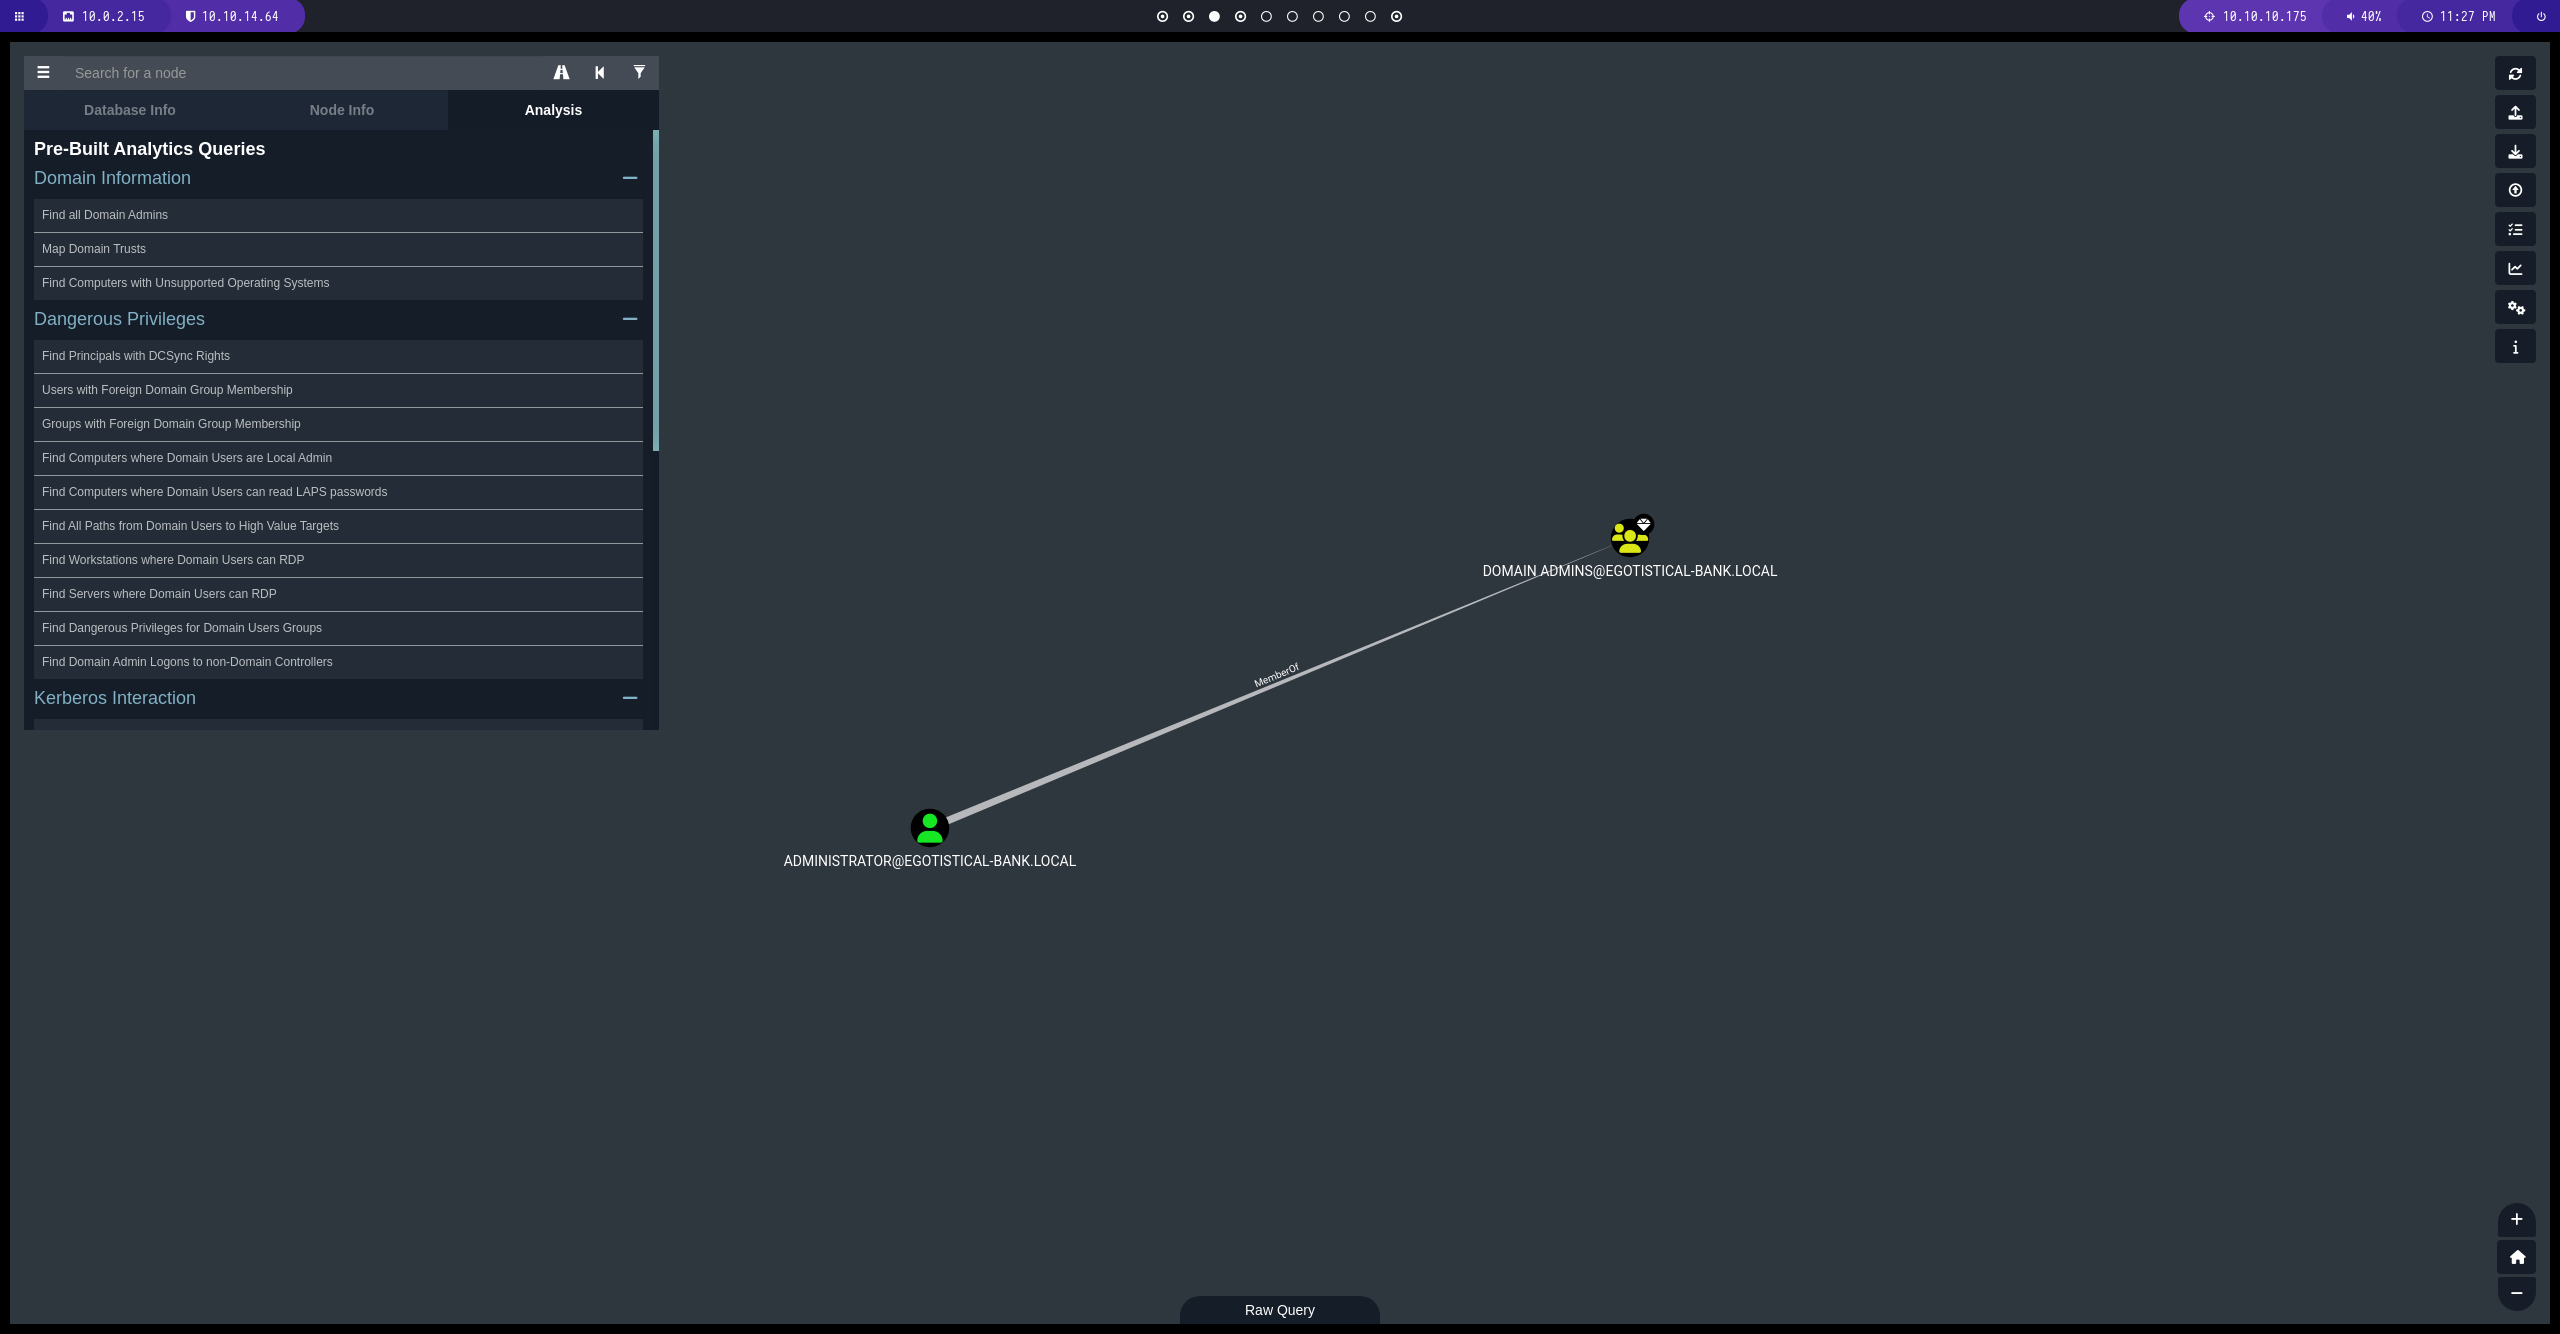 10.0.2.15 10.10.14.64 10.10.10.175 40% 11:27 PM
Search for a node
Database Info Node Info Analysis
Pre-Built Analytics Queries
Domain Information
Find all Domain Admins
Map Domain Trusts
Find Computers with Unsupported Operating Systems
Dangerous Privileges
Find Principals with DCSync Rights
Users with Foreign Domain Group Membership
Groups with Foreign Domain Group Membership
Find Computers where Domain Users are Local Admin
Find Computers where Domain Users can read LAPS passwords
Find All Paths from Domain Users to High Value Targets
Find Workstations where Domain Users can RDP
Find Servers where Domain Users can RDP
Find Dangerous Privileges for Domain Users Groups
Find Domain Admin Logons to non-Domain Controllers
Kerberos Interaction
DOMAIN ADMINS@EGOTISTICAL-BANK.LOCAL
MemberOf
ADMINISTRATOR@EGOTISTICAL-BANK.LOCAL
Raw Query